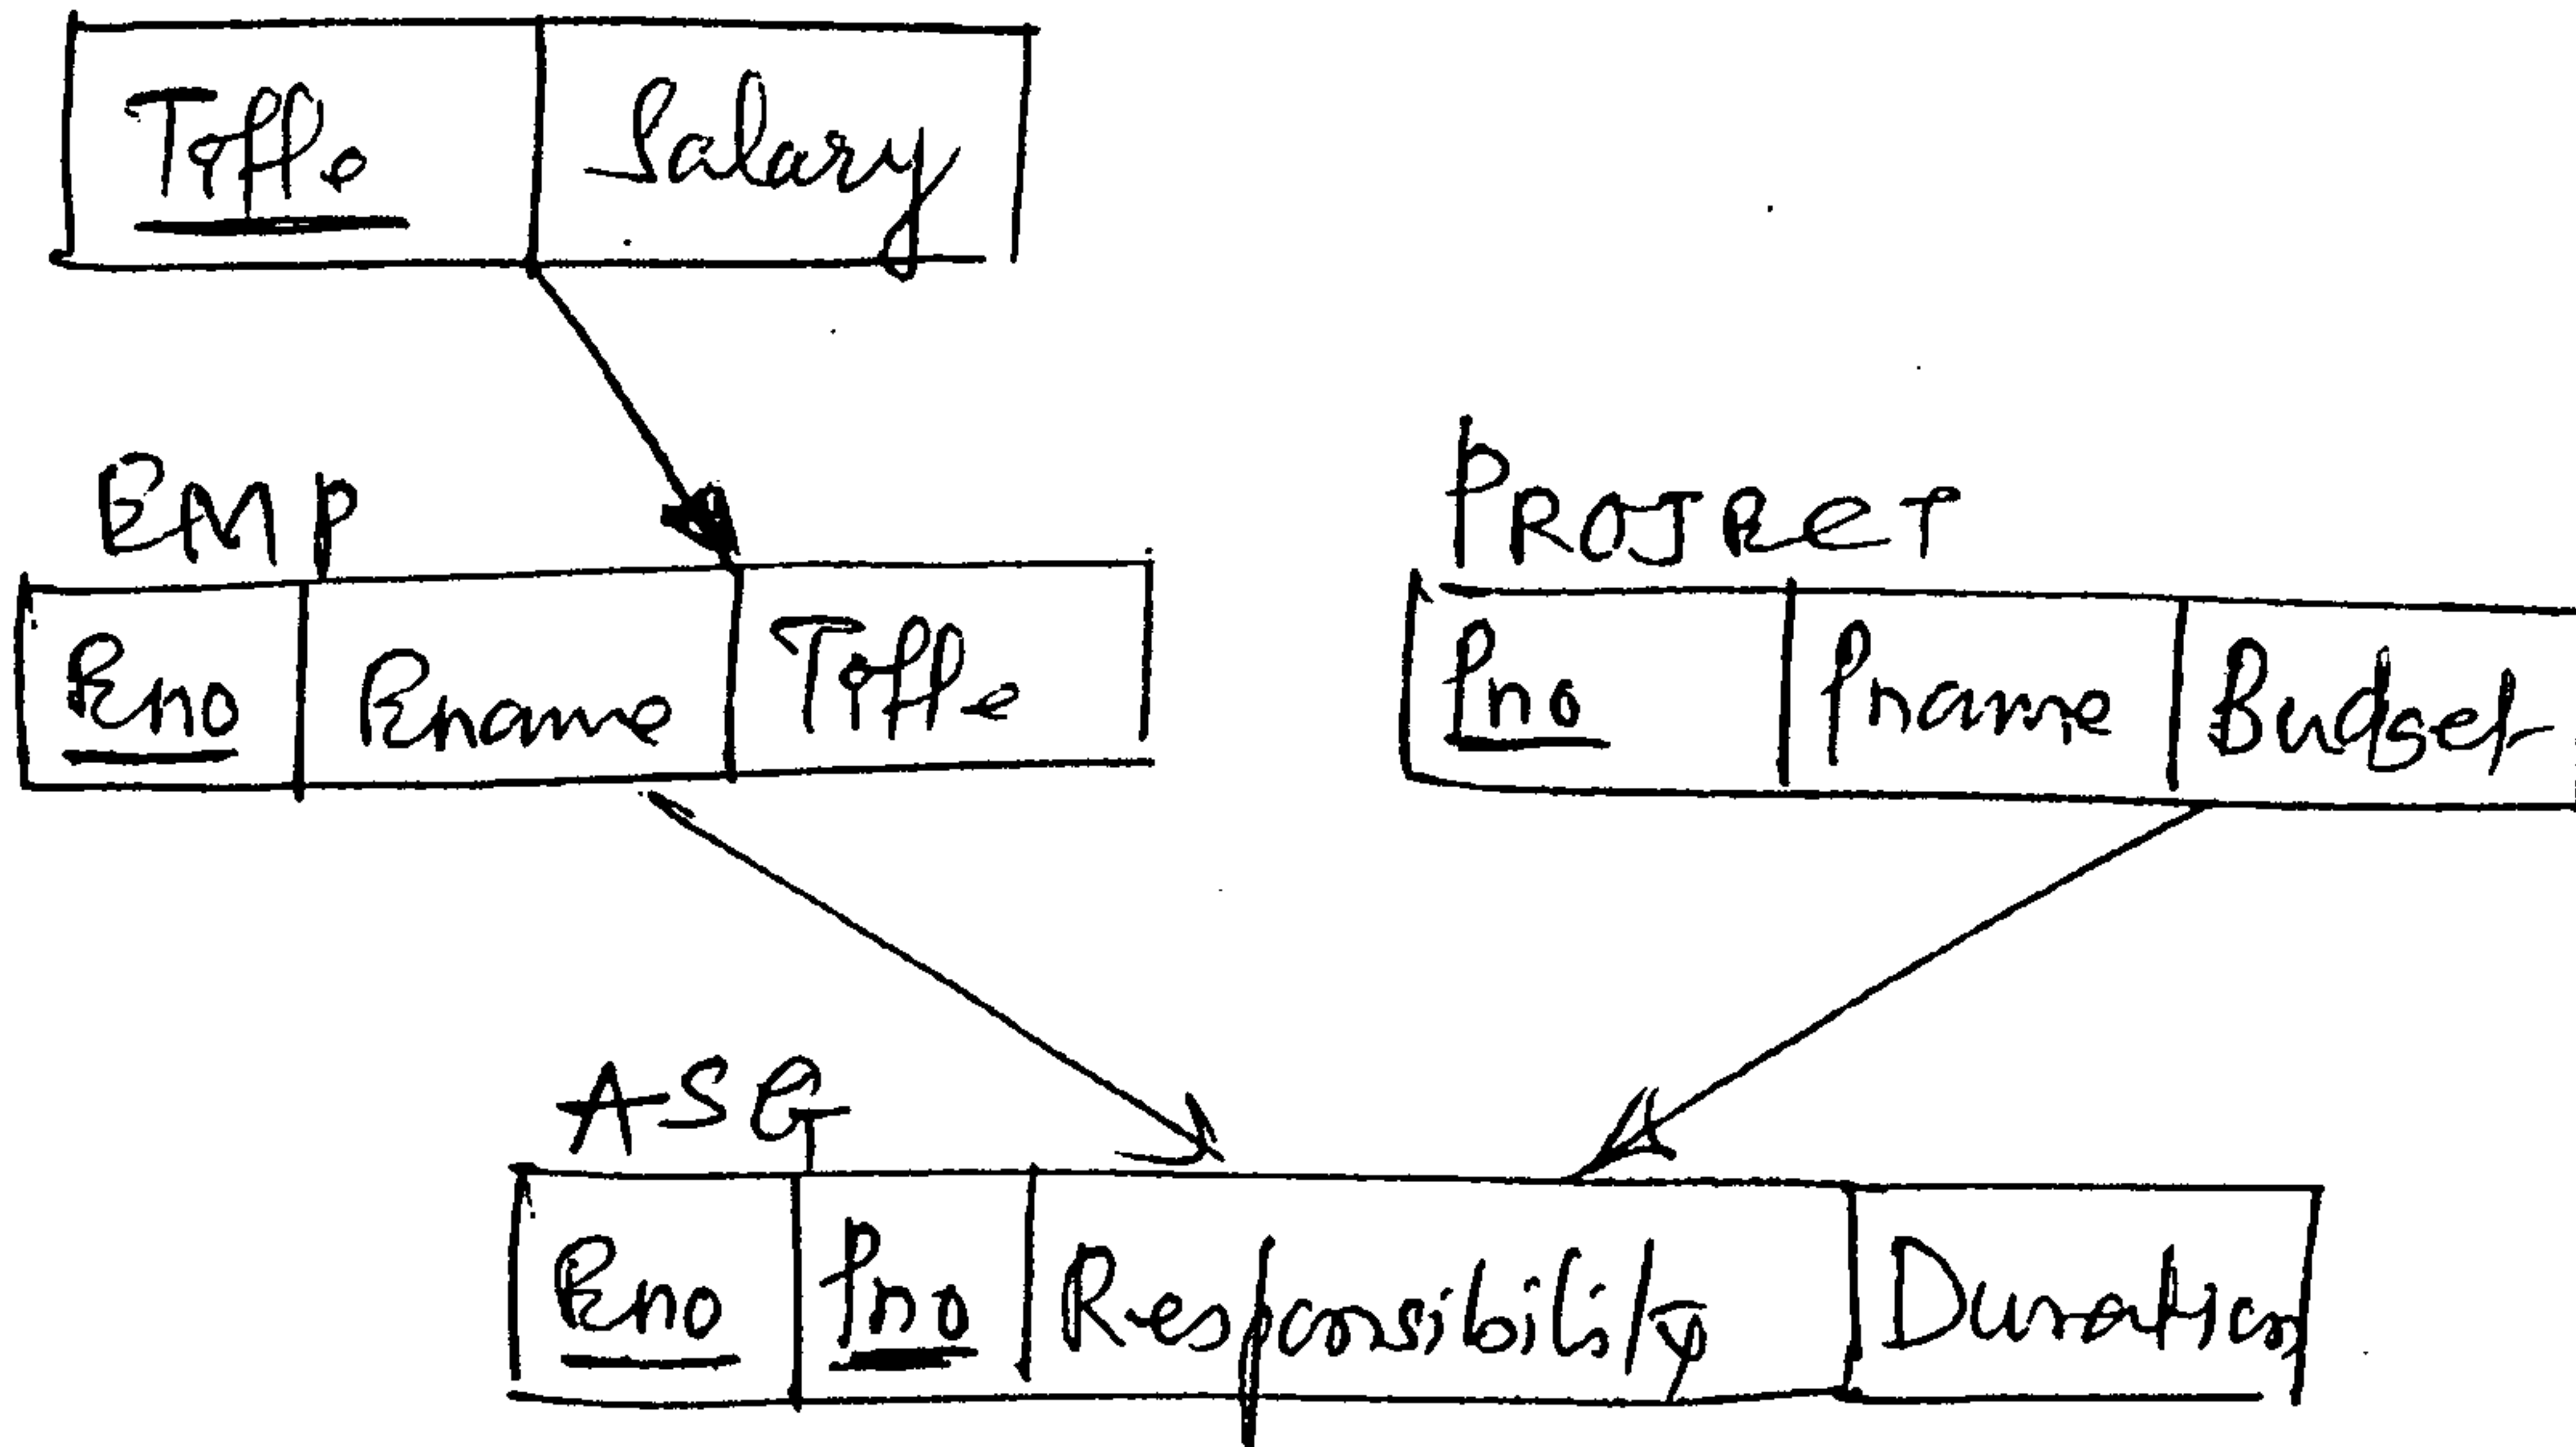 Title Salary
EMP
Eno Ename Title
PROJECT
Pno Pname Budget
ASG
Eno Pno Responsibility Duration